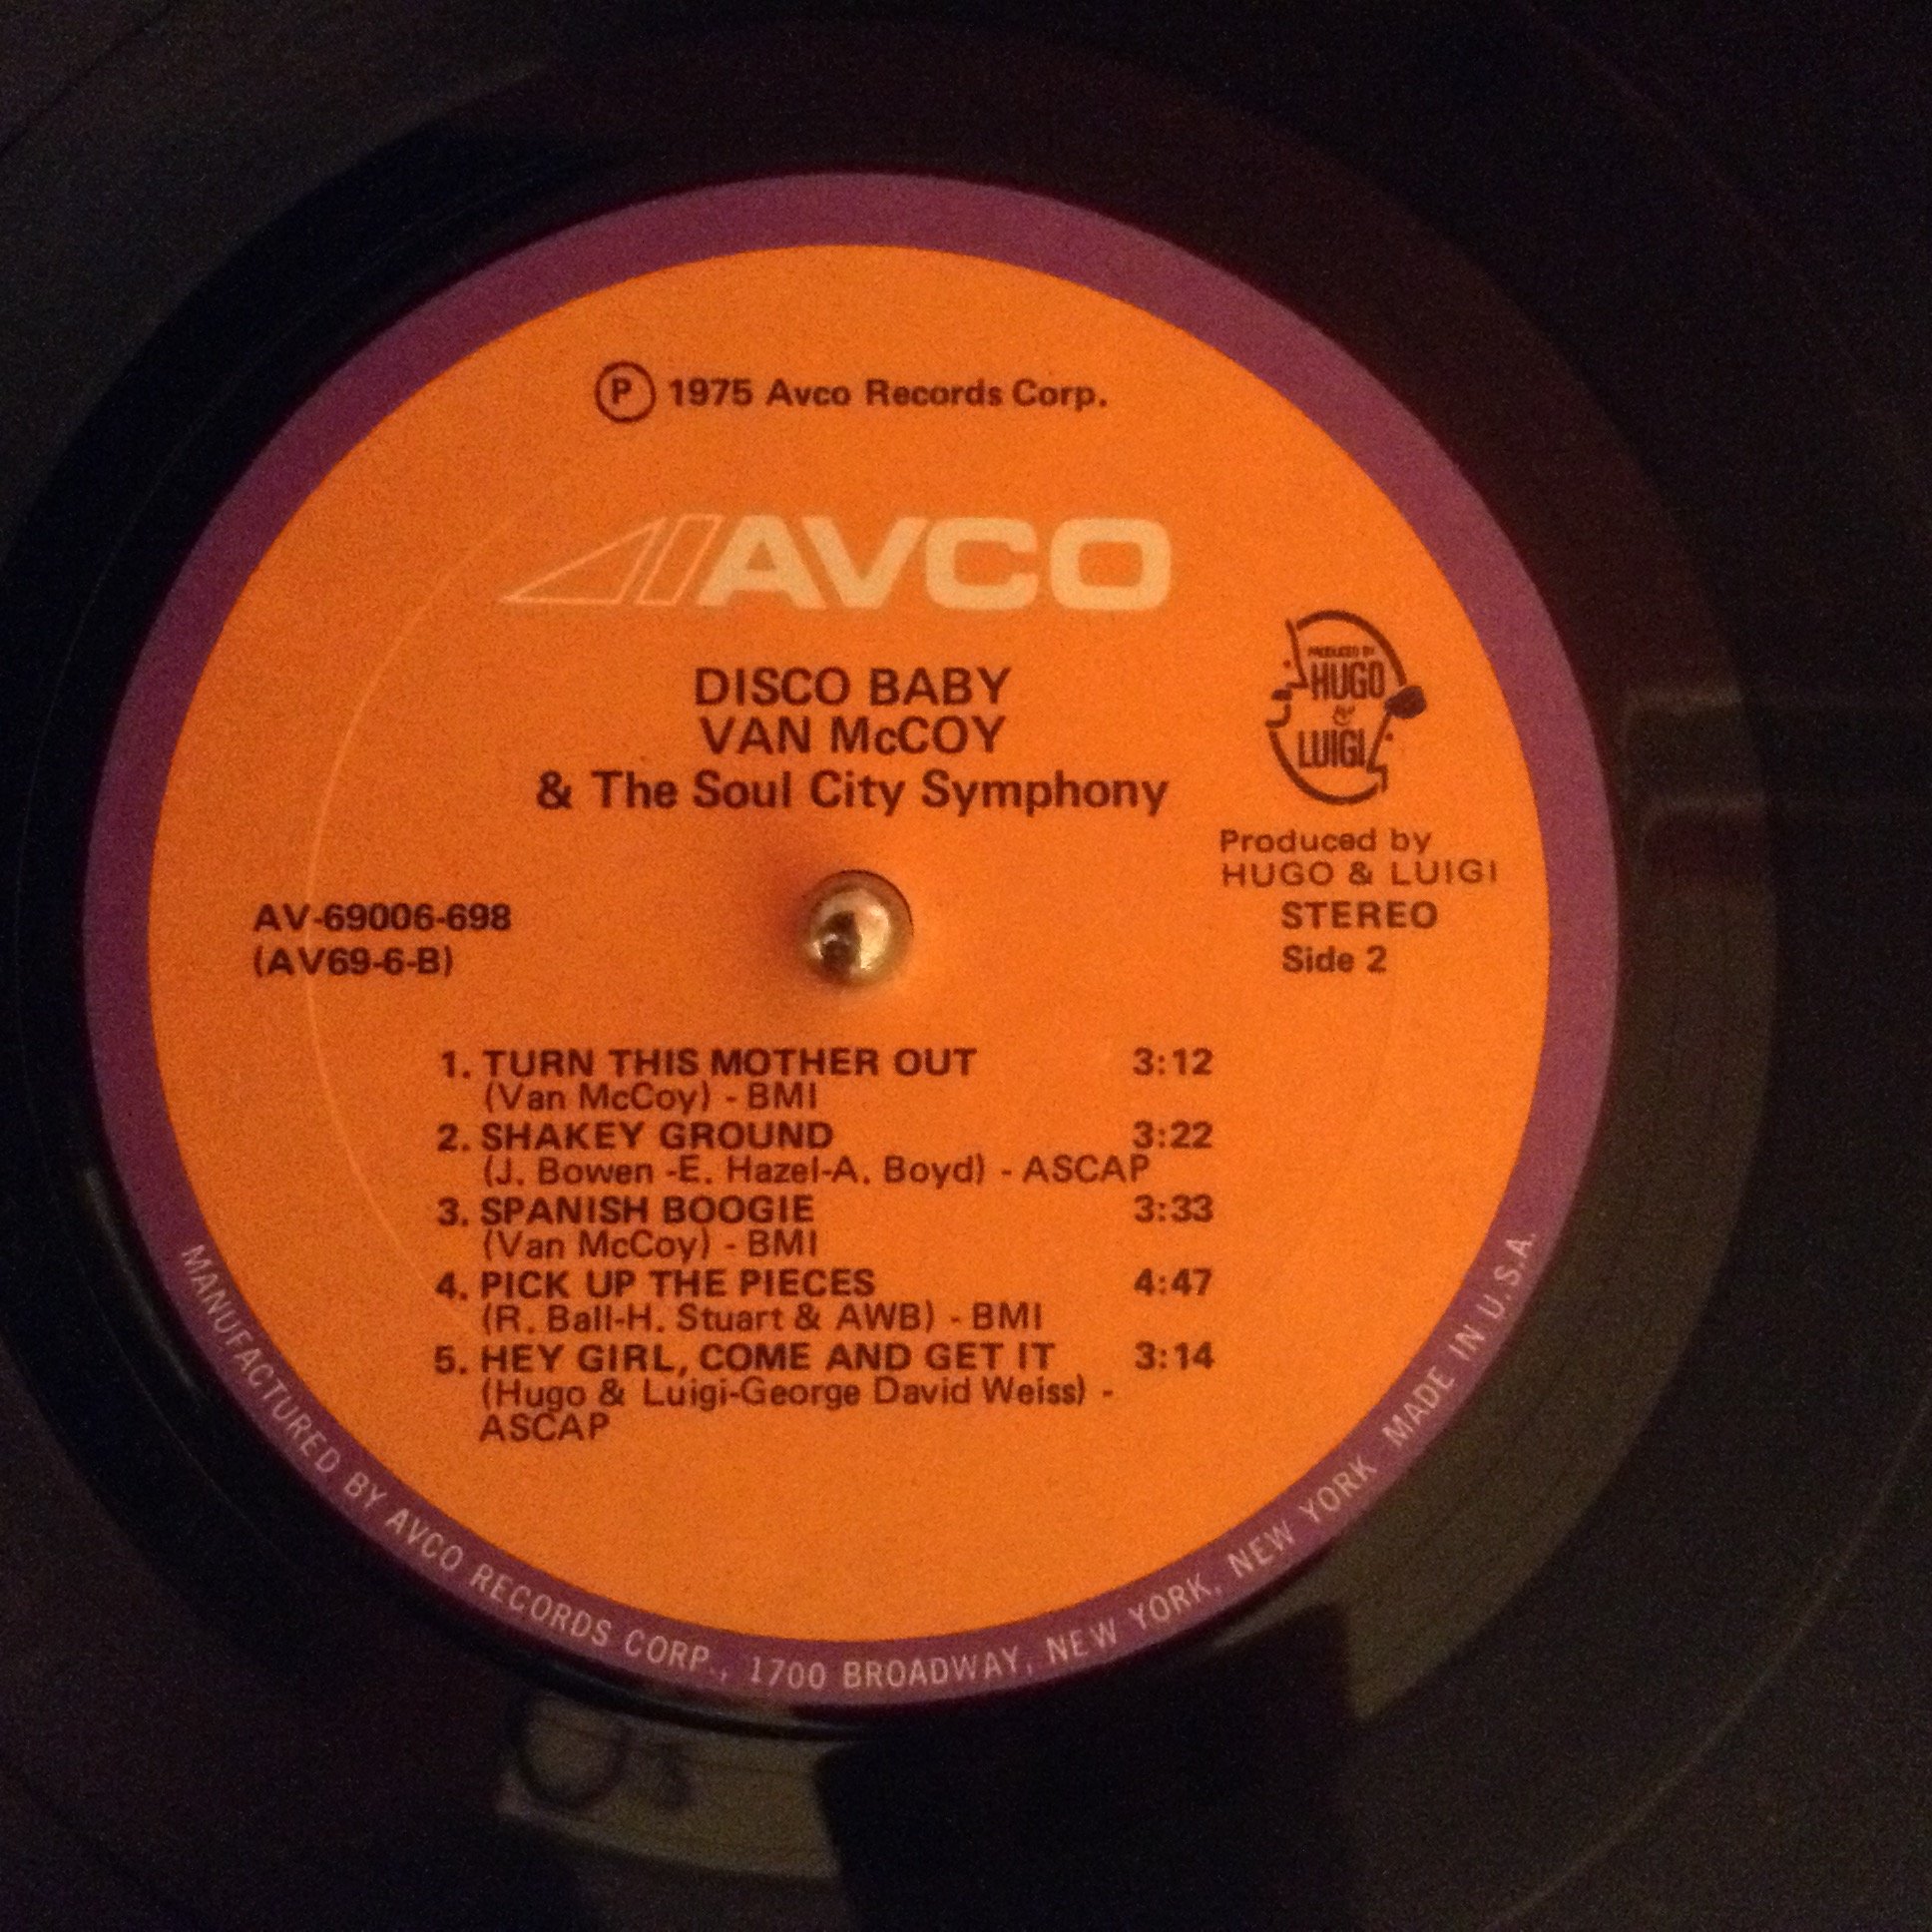 Ⓟ 1975 Avco Records Corp.
AVCO
DISCO BABY
VAN McCOY
& The Soul City Symphony
PRODUCED BY
HUGO
&
LUIGI
Produced by
HUGO & LUIGI
AV-69006-698
(AV69-6-B)
STEREO
Side 2
1. TURN THIS MOTHER OUT 3:12
(Van McCoy) - BMI
2. SHAKEY GROUND 3:22
(J. Bowen -E. Hazel-A. Boyd) - ASCAP
3. SPANISH BOOGIE 3:33
(Van McCoy) - BMI
4. PICK UP THE PIECES 4:47
(R. Ball-H. Stuart & AWB) - BMI
5. HEY GIRL, COME AND GET IT 3:14
(Hugo & Luigi-George David Weiss) -
ASCAP
MANUFACTURED BY AVCO RECORDS CORP., 1700 BROADWAY, NEW YORK, NEW YORK MADE IN U.S.A.